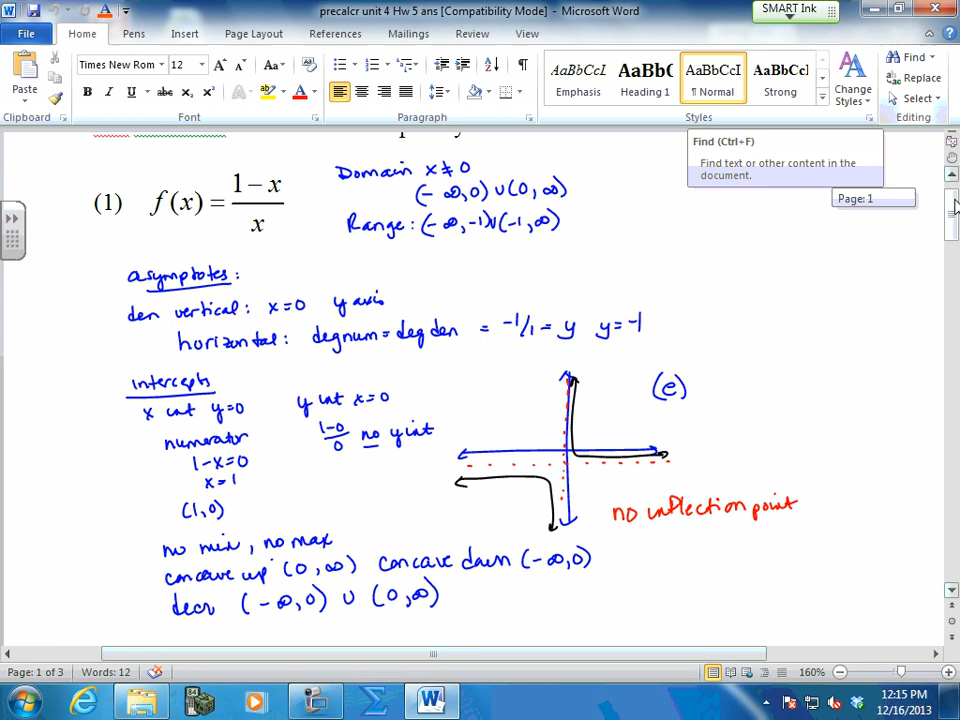 precalcr unit 4 Hw 5 ans [Compatibility Mode] - Microsoft Word
SMART Ink
File Home Pens Insert Page Layout References Mailings Review View
Paste
Times New Rom 12
AaBbCcI AaBbC AaBbCcI AaBbCc
Emphasis Heading 1 ¶ Normal Strong
Change Styles
Find
Replace
Select
Clipboard Font Paragraph Styles Editing
Find (Ctrl+F)
Find text or other content in the
document.
Page: 1
(1) f(x) = (1 − x)/x
Domain x ≠ 0
(-∞, 0) ∪ (0, ∞)
Range: (-∞, -1) ∪ (-1, ∞)
asymptotes:
den vertical: x=0 y axis
horizontal: deg num = deg den = -1/1 = y y = -1
intercepts
x int y=0
numerator
1-x=0
x=1
(1,0)
y int x=0
1-0/0 no y int
(e)
no inflection point
no min, no max
concave up (0, ∞) concave down (-∞, 0)
decr (-∞, 0) ∪ (0, ∞)
Page: 1 of 3 Words: 12 160%
12:15 PM
12/16/2013